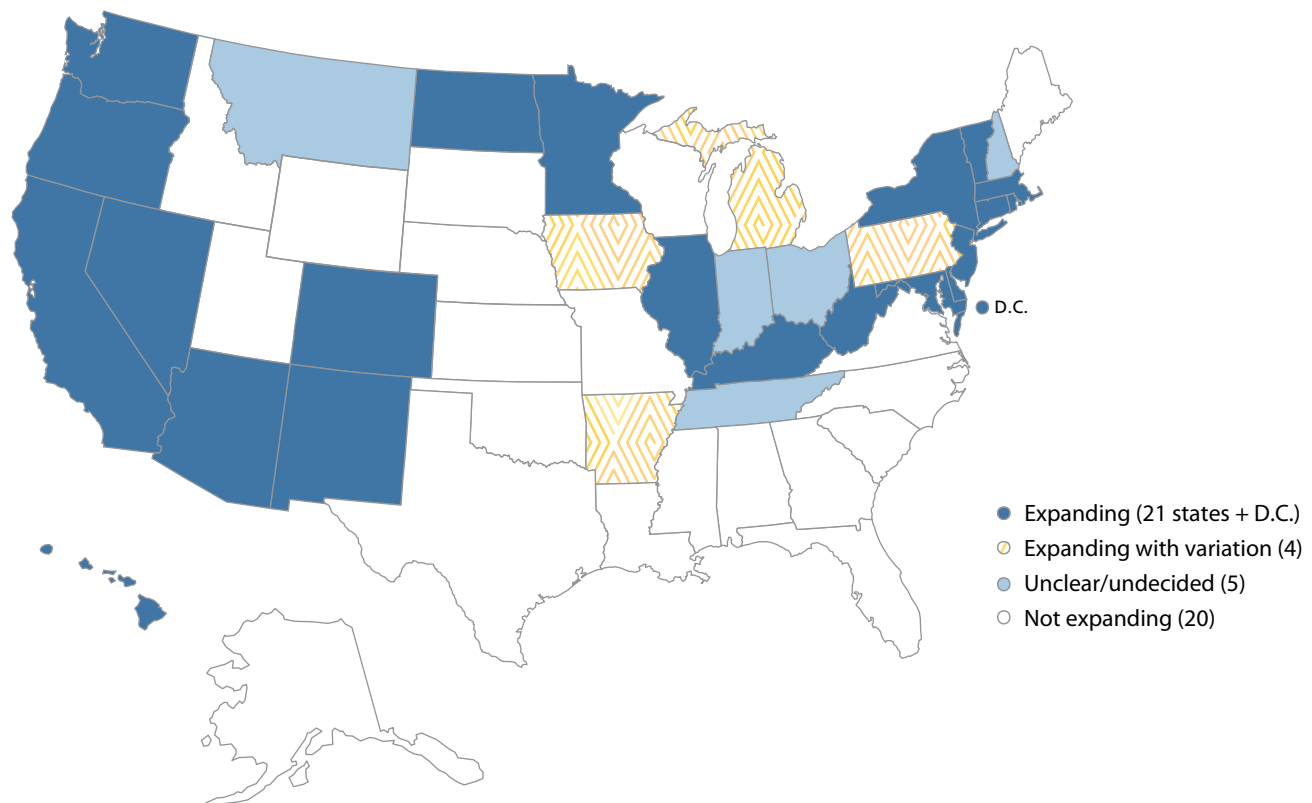 D.C.
Expanding (21 states + D.C.)
Expanding with variation (4)
Unclear/undecided (5)
Not expanding (20)